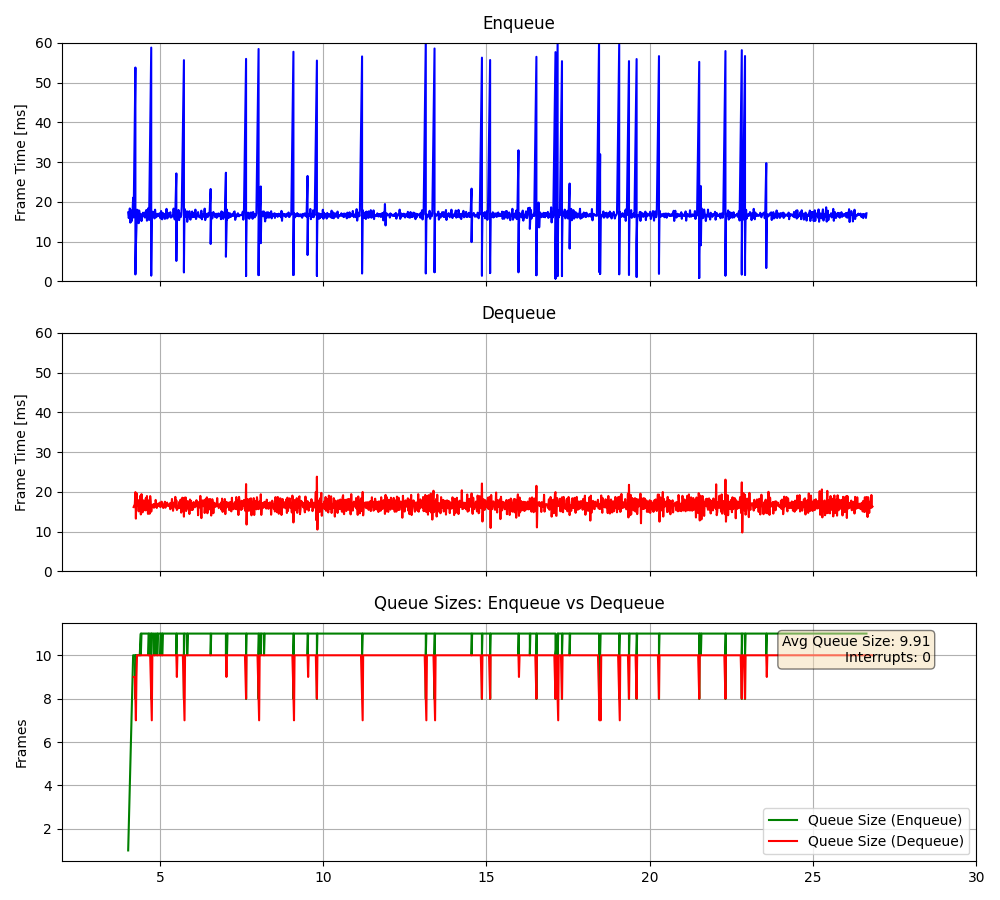 Enqueue
Frame Time [ms]
60
50
40
30
20
10
0
Dequeue
Frame Time [ms]
60
50
40
30
20
10
0
Queue Sizes: Enqueue vs Dequeue
Frames
10
8
6
4
2
Avg Queue Size: 9.91
Interrupts: 0
Queue Size (Enqueue)
Queue Size (Dequeue)
5 10 15 20 25 30